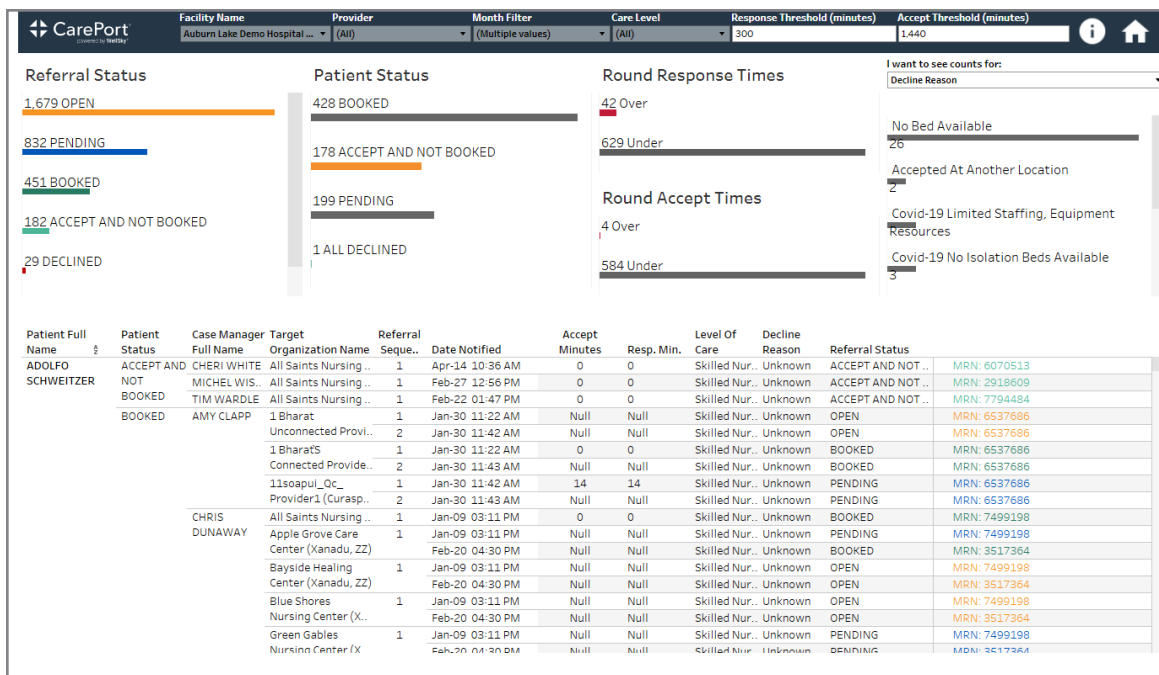 Facility Name Provider Month Filter Care Level Response Threshold (minutes) Accept Threshold (minutes)
CarePort
powered by WellSky
Auburn Lake Demo Hospital ... (All) (Multiple values) (All) 300 1,440
I want to see counts for:
Decline Reason
Referral Status
1,679 OPEN
832 PENDING
451 BOOKED
182 ACCEPT AND NOT BOOKED
29 DECLINED
Patient Status
428 BOOKED
178 ACCEPT AND NOT BOOKED
199 PENDING
1 ALL DECLINED
Round Response Times
42 Over
629 Under
Round Accept Times
4 Over
584 Under
No Bed Available
26
Accepted At Another Location
2
Covid-19 Limited Staffing, Equipment
Resources
Covid-19 No Isolation Beds Available
3
Patient Full Patient Case Manager Target Referral Accept Level Of Decline
Name Status Full Name Organization Name Seque.. Date Notified Minutes Resp. Min. Care Reason Referral Status
ADOLFO ACCEPT AND CHERI WHITE All Saints Nursing .. 1 Apr-14 10:36 AM 0 0 Skilled Nur.. Unknown ACCEPT AND NOT .. MRN: 6070513
SCHWEITZER NOT MICHEL WIS.. All Saints Nursing .. 1 Feb-27 12:56 PM 0 0 Skilled Nur.. Unknown ACCEPT AND NOT .. MRN: 2918609
BOOKED TIM WARDLE All Saints Nursing .. 1 Feb-22 01:47 PM 0 0 Skilled Nur.. Unknown ACCEPT AND NOT .. MRN: 7794484
BOOKED AMY CLAPP 1 Bharat 1 Jan-30 11:22 AM Null Null Skilled Nur.. Unknown OPEN MRN: 6537686
Unconnected Provi.. 2 Jan-30 11:42 AM Null Null Skilled Nur.. Unknown OPEN MRN: 6537686
1 Bharat'S 1 Jan-30 11:22 AM 0 0 Skilled Nur.. Unknown BOOKED MRN: 6537686
Connected Provide.. 2 Jan-30 11:43 AM Null Null Skilled Nur.. Unknown BOOKED MRN: 6537686
11soapui_Qc_ 1 Jan-30 11:42 AM 14 14 Skilled Nur.. Unknown PENDING MRN: 6537686
Provider1 (Curasp.. 2 Jan-30 11:43 AM Null Null Skilled Nur.. Unknown PENDING MRN: 6537686
CHRIS All Saints Nursing .. 1 Jan-09 03:11 PM 0 0 Skilled Nur.. Unknown BOOKED MRN: 7499198
DUNAWAY Apple Grove Care 1 Jan-09 03:11 PM Null Null Skilled Nur.. Unknown PENDING MRN: 7499198
Center (Xanadu, ZZ) Feb-20 04:30 PM Null Null Skilled Nur.. Unknown BOOKED MRN: 3517364
Bayside Healing 1 Jan-09 03:11 PM Null Null Skilled Nur.. Unknown OPEN MRN: 7499198
Center (Xanadu, ZZ) Feb-20 04:30 PM Null Null Skilled Nur.. Unknown OPEN MRN: 3517364
Blue Shores 1 Jan-09 03:11 PM Null Null Skilled Nur.. Unknown OPEN MRN: 7499198
Nursing Center (X.. Feb-20 04:30 PM Null Null Skilled Nur.. Unknown OPEN MRN: 3517364
Green Gables 1 Jan-09 03:11 PM Null Null Skilled Nur.. Unknown PENDING MRN: 7499198
Nursing Center (X Feb-20 04:30 PM Null Null Skilled Nur.. Unknown PENDING MRN: 3517364